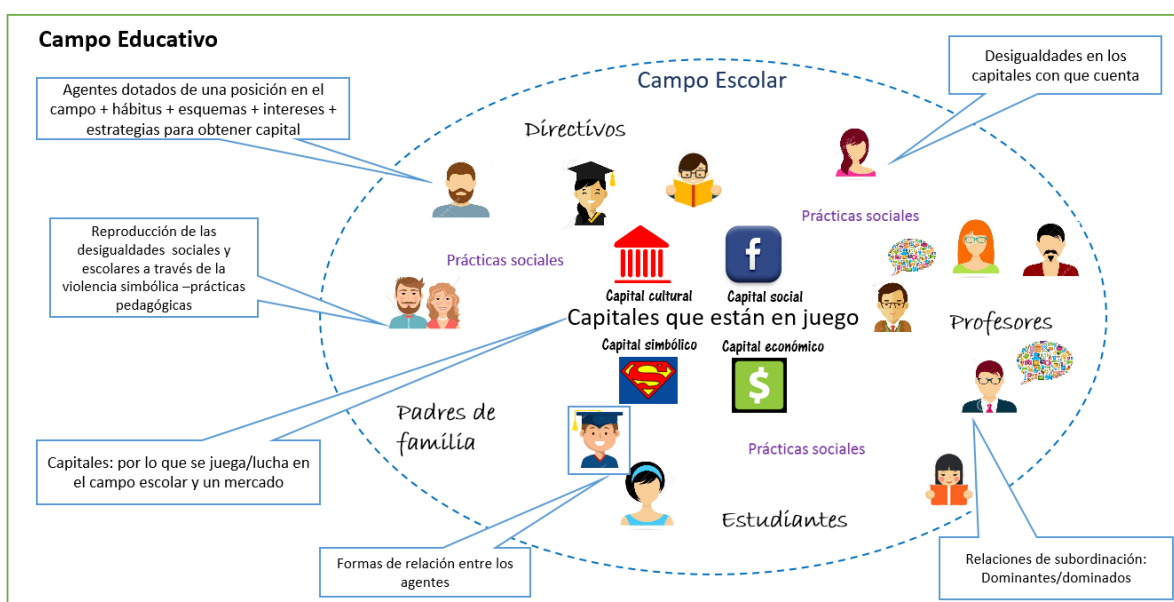 Campo Educativo
Desigualdades en los
capitales con que cuenta
Campo Escolar
Agentes dotados de una posición en el
campo + hábitus + esquemas + intereses +
estrategias para obtener capital
Directivos
Prácticas sociales
Reproducción de las
desigualdades sociales y
escolares a través de la
violencia simbólica –prácticas
pedagógicas
Prácticas sociales
f
Capital cultural
Capital social
Capitales que están en juego
Profesores
Capital simbólico
Capital económico
S
$
Padres de
familia
Prácticas sociales
Capitales: por lo que se juega/lucha en
el campo escolar y un mercado
Estudiantes
Formas de relación entre los
agentes
Relaciones de subordinación:
Dominantes/dominados